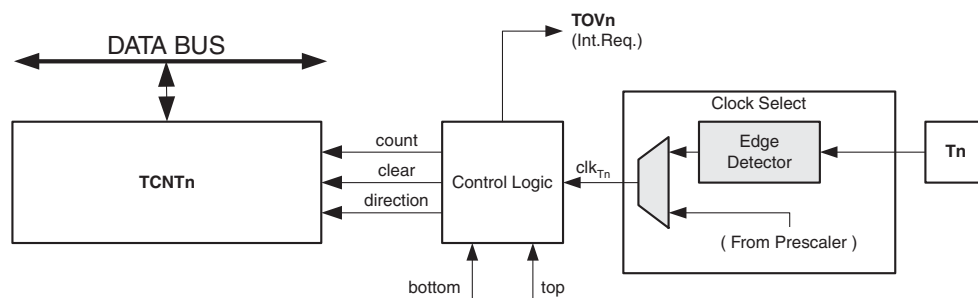 TOVn
(Int.Req.)
DATA BUS
Clock Select
count
Edge
Detector
Tn
TCNTn
clear
Control Logic
clkTn
direction
( From Prescaler )
bottom
top